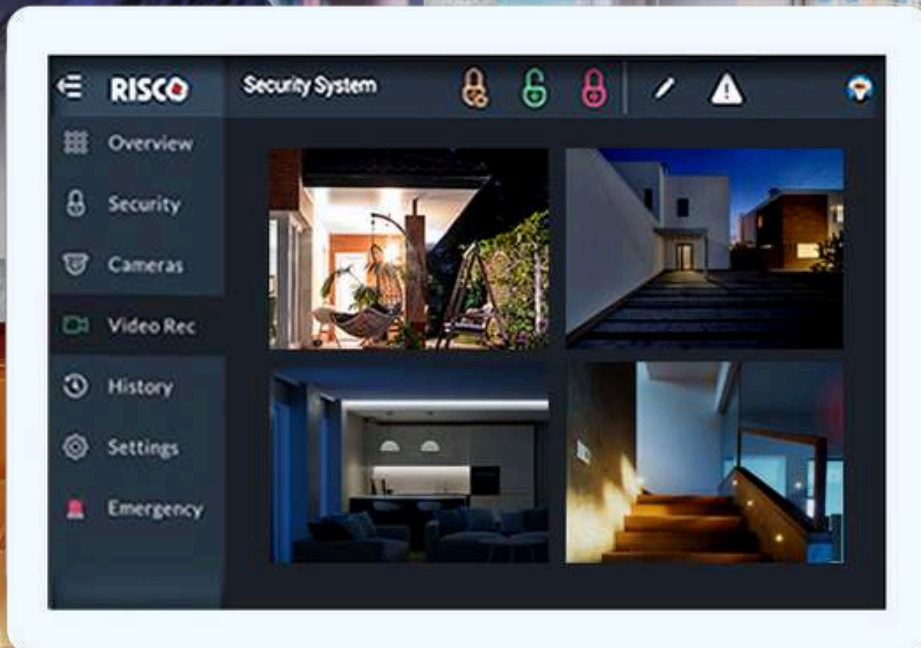 RISCO
Security System
Overview
Security
Cameras
Video Rec
History
Settings
Emergency